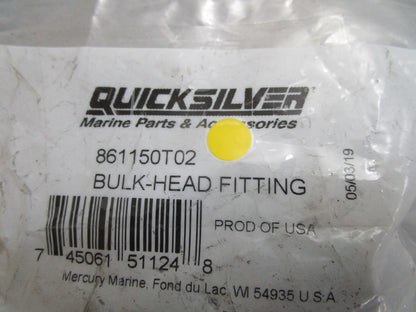 QUICKSILVER
Marine Parts & Accessories
861150T02
BULK-HEAD FITTING
05/03/19
PROD OF USA
7 45061 51124 8
Mercury Marine, Fond du Lac, WI 54935 U.S.A.